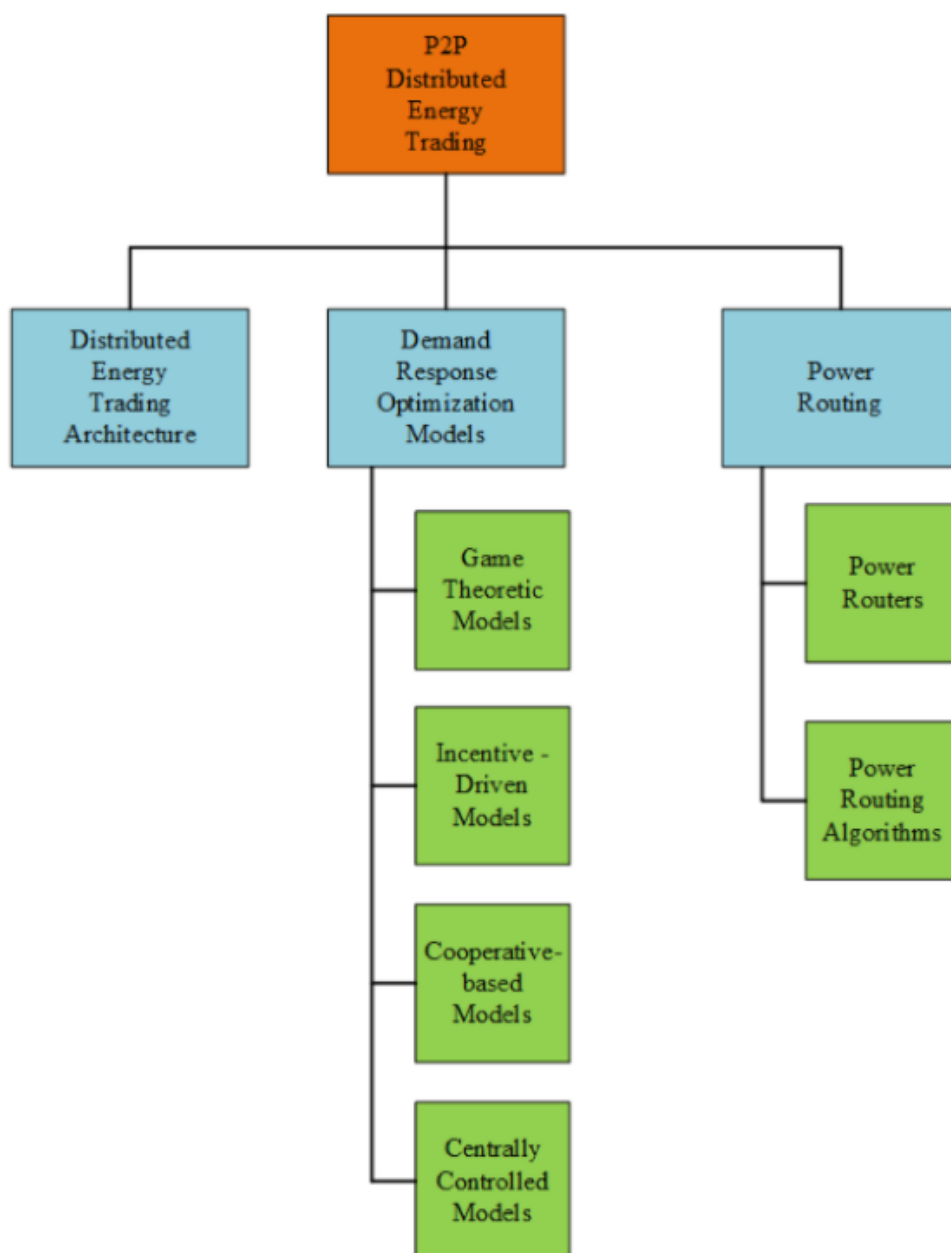 P2P
Distributed
Energy
Trading
Distributed
Energy
Trading
Architecture
Demand
Response
Optimization
Models
Power
Routing
Game
Theoretic
Models
Incentive -
Driven
Models
Cooperative-
based
Models
Centrally
Controlled
Models
Power
Routers
Power
Routing
Algorithms